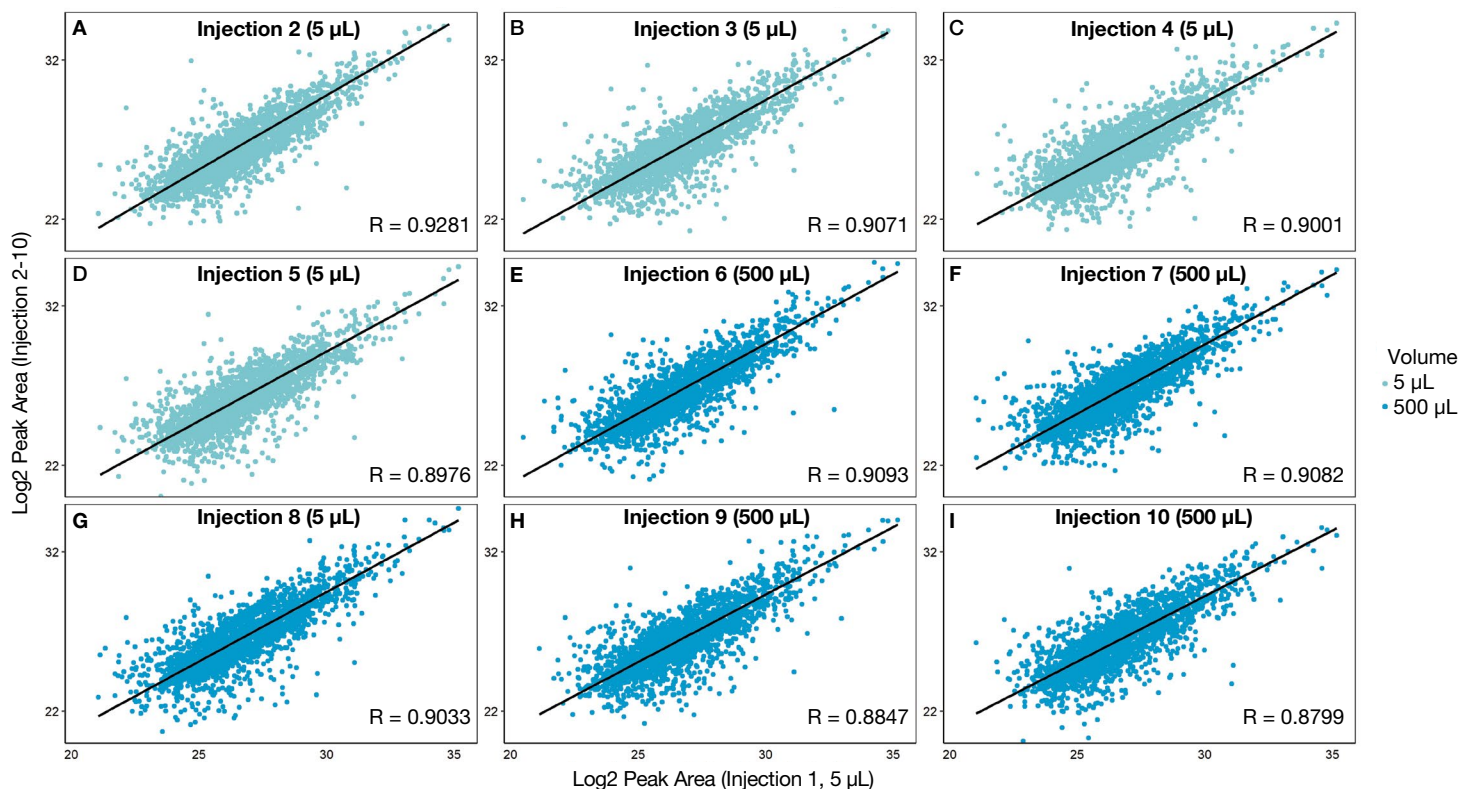 A Injection 2 (5 µL)
32
22
R = 0.9281
B Injection 3 (5 µL)
32
22
R = 0.9071
C Injection 4 (5 µL)
32
22
R = 0.9001
D Injection 5 (5 µL)
32
22
R = 0.8976
E Injection 6 (500 µL)
32
22
R = 0.9093
F Injection 7 (500 µL)
32
22
R = 0.9082
G Injection 8 (5 µL)
32
22
R = 0.9033
20 25 30 35
H Injection 9 (500 µL)
32
22
R = 0.8847
20 25 30 35
I Injection 10 (500 µL)
32
22
R = 0.8799
20 25 30 35
Log2 Peak Area (Injection 2-10)
Log2 Peak Area (Injection 1, 5 µL)
Volume
5 µL
500 µL